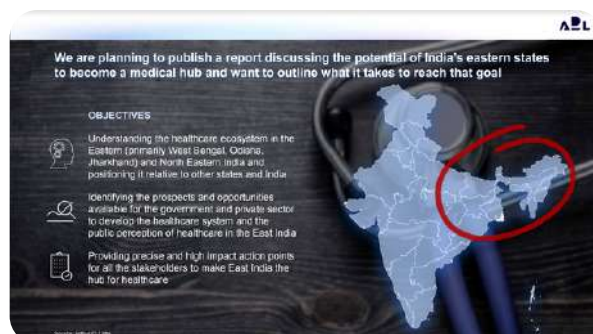 ADL
We are planning to publish a report discussing the potential of India's eastern states
to become a medical hub and want to outline what it takes to reach that goal
OBJECTIVES
Understanding the healthcare ecosystem in the
Eastern (primarily West Bengal, Odisha,
Jharkhand) and North Eastern India and
positioning it relative to other states and India
Identifying the prospects and opportunities
available for the government and private sector
to develop the healthcare system and the
public perception of healthcare in the East India
Providing precise and high impact action points
for all the stakeholders to make East India the
hub for healthcare